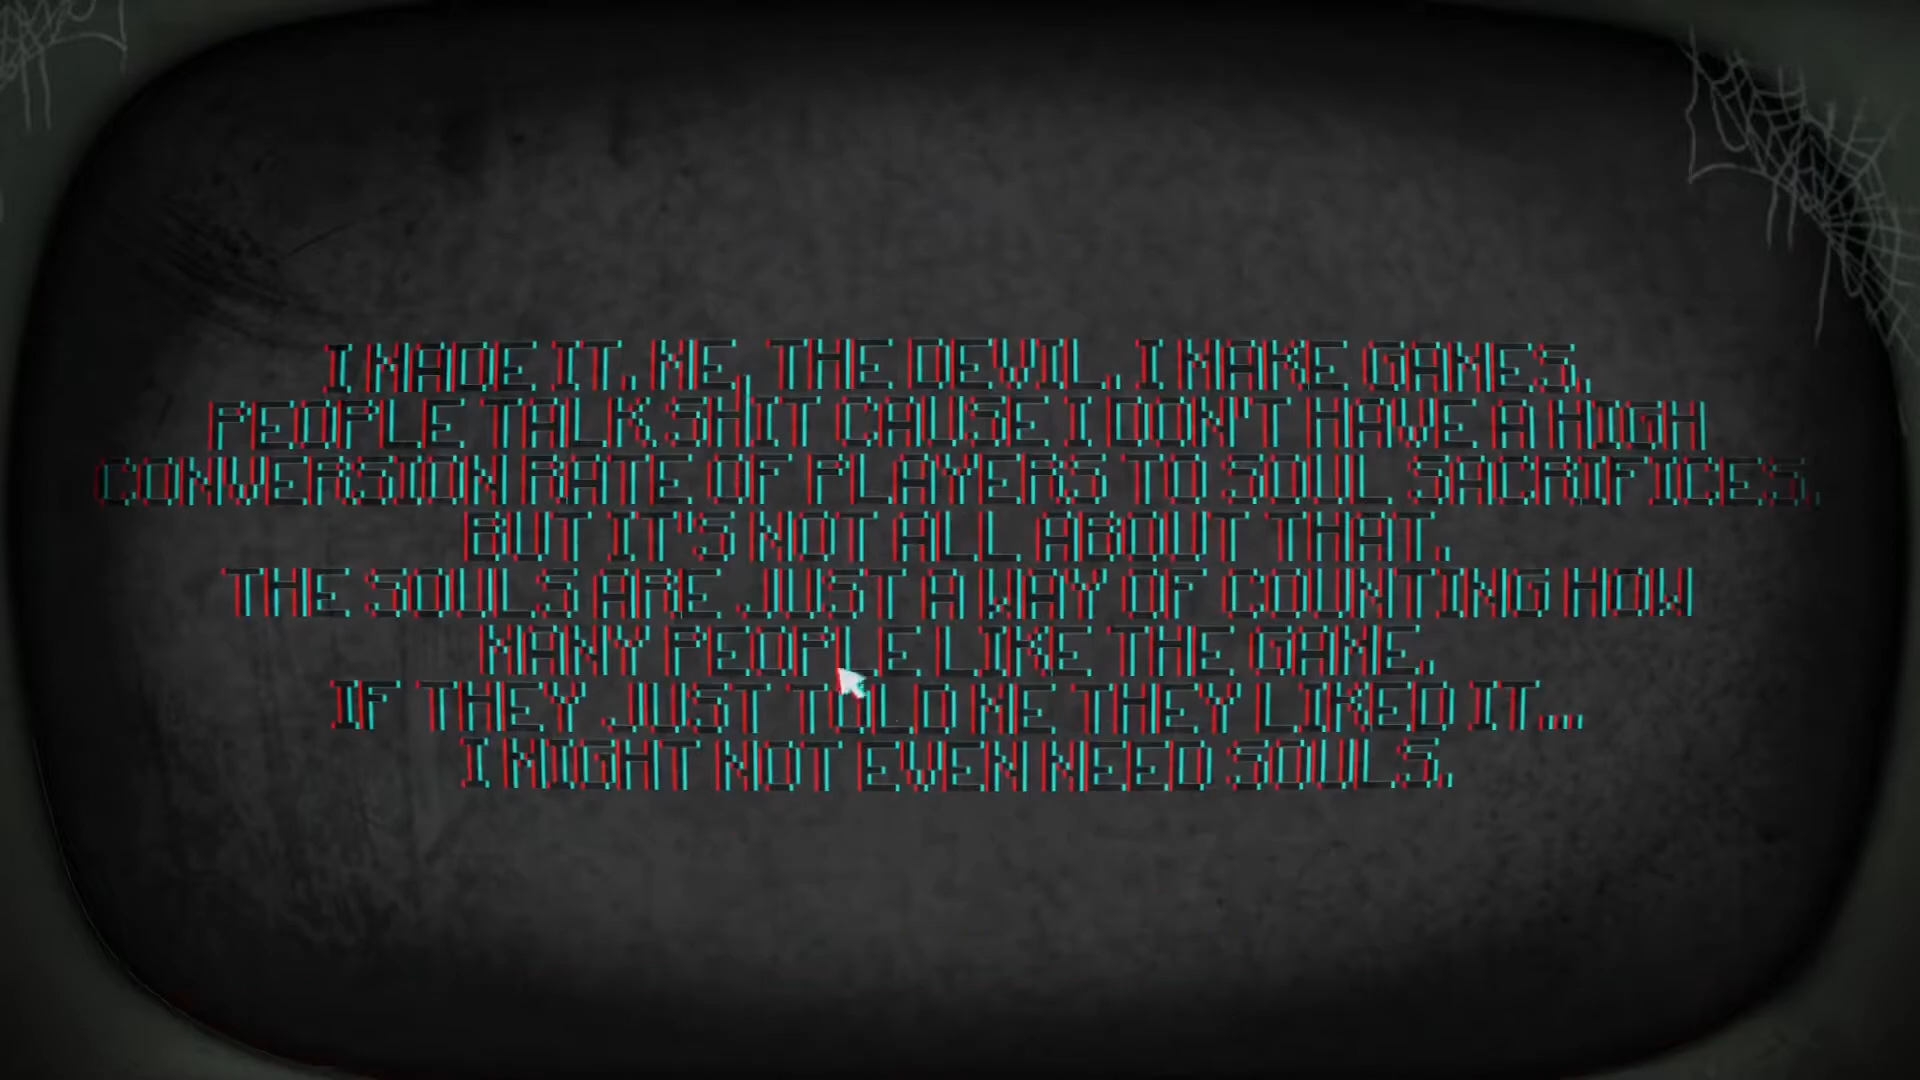 I MADE IT, ME, THE DEVIL. I MAKE GAMES.
PEOPLE TALK SHIT CAUSE I DON'T HAVE A HIGH
CONVERSION RATE OF PLAYERS TO SOUL SACRIFICES.
BUT IT'S NOT ALL ABOUT THAT.
THE SOULS ARE JUST A WAY OF COUNTING HOW
MANY PEOPLE LIKE THE GAME.
IF THEY JUST TOLD ME THEY LIKED IT...
I MIGHT NOT EVEN NEED SOULS.